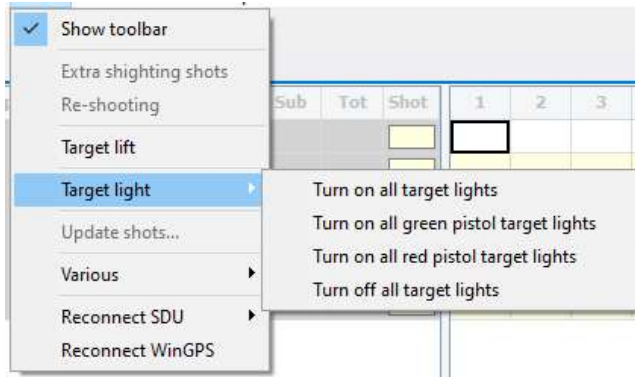 Show toolbar
Extra shighting shots
Re-shooting
Target lift
Target light
Update shots...
Various
Reconnect SDU
Reconnect WinGPS
Sub Tot Shot 1 2 3
Turn on all target lights
Turn on all green pistol target lights
Turn on all red pistol target lights
Turn off all target lights